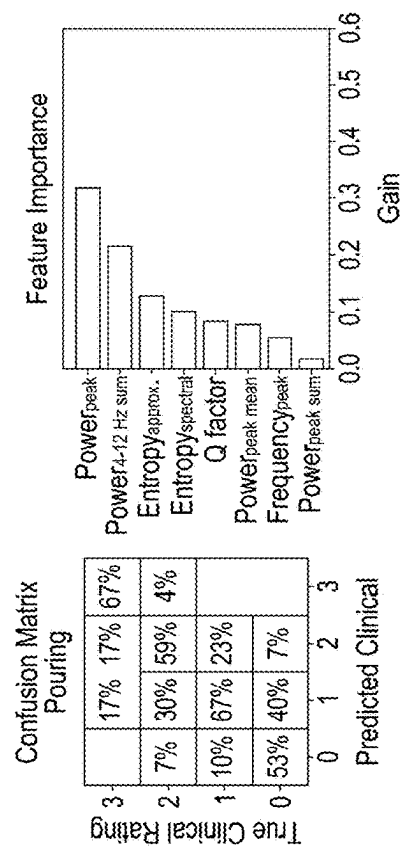 Confusion Matrix
Pouring
True Clinical Rating
3
17%
17%
67%
2
7%
30%
59%
4%
1
10%
67%
23%
0
53%
40%
7%
0
1
2
3
Predicted Clinical
Feature Importance
Powerpeak
Power4-12 Hz sum
Entropyapprox.
Entropyspectral
Q factor
Powerpeak mean
Frequencypeak
Powerpeak sum
0.0
0.1
0.2
0.3
0.4
0.5
0.6
Gain